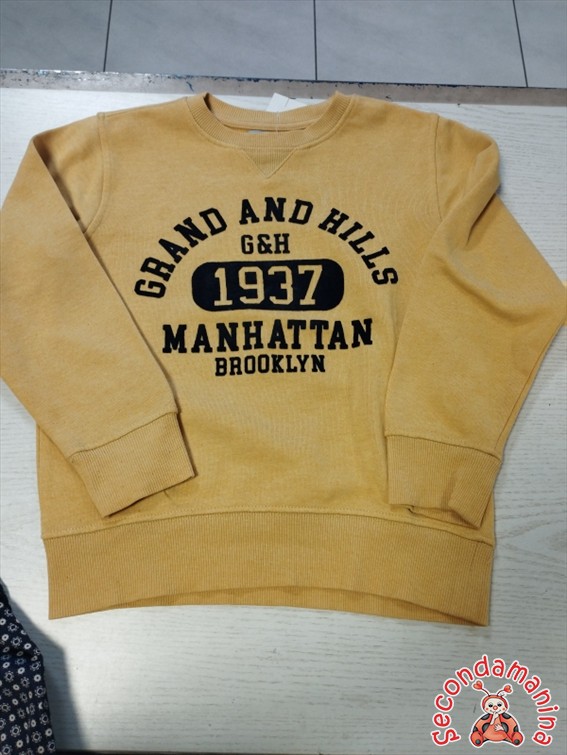 GRAND AND HILLS
G&H
1937
MANHATTAN
BROOKLYN
Secondamanina